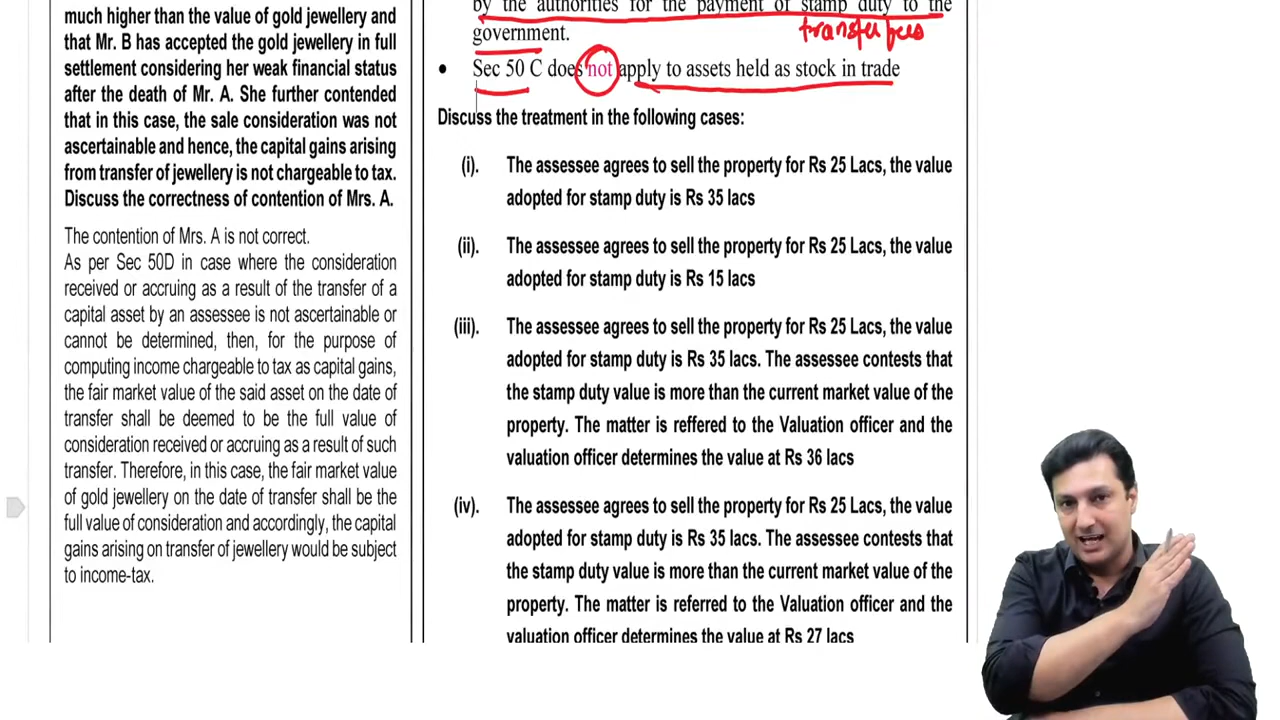 much higher than the value of gold jewellery and
that Mr. B has accepted the gold jewellery in full
settlement considering her weak financial status
after the death of Mr. A. She further contended
that in this case, the sale consideration was not
ascertainable and hence, the capital gains arising
from transfer of jewellery is not chargeable to tax.
Discuss the correctness of contention of Mrs. A.
The contention of Mrs. A is not correct.
As per Sec 50D in case where the consideration
received or accruing as a result of the transfer of a
capital asset by an assessee is not ascertainable or
cannot be determined, then, for the purpose of
computing income chargeable to tax as capital gains,
the fair market value of the said asset on the date of
transfer shall be deemed to be the full value of
consideration received or accruing as a result of such
transfer. Therefore, in this case, the fair market value
of gold jewellery on the date of transfer shall be the
full value of consideration and accordingly, the capital
gains arising on transfer of jewellery would be subject
to income-tax.
by the authorities for the payment of stamp duty to the
government.
transfer fees
• Sec 50 C does not apply to assets held as stock in trade
Discuss the treatment in the following cases:
(i). The assessee agrees to sell the property for Rs 25 Lacs, the value
adopted for stamp duty is Rs 35 lacs
(ii). The assessee agrees to sell the property for Rs 25 Lacs, the value
adopted for stamp duty is Rs 15 lacs
(iii). The assessee agrees to sell the property for Rs 25 Lacs, the value
adopted for stamp duty is Rs 35 lacs. The assessee contests that
the stamp duty value is more than the current market value of the
property. The matter is reffered to the Valuation officer and the
valuation officer determines the value at Rs 36 lacs
(iv). The assessee agrees to sell the property for Rs 25 Lacs, the value
adopted for stamp duty is Rs 35 lacs. The assessee contests that
the stamp duty value is more than the current market value of the
property. The matter is referred to the Valuation officer and the
valuation officer determines the value at Rs 27 lacs